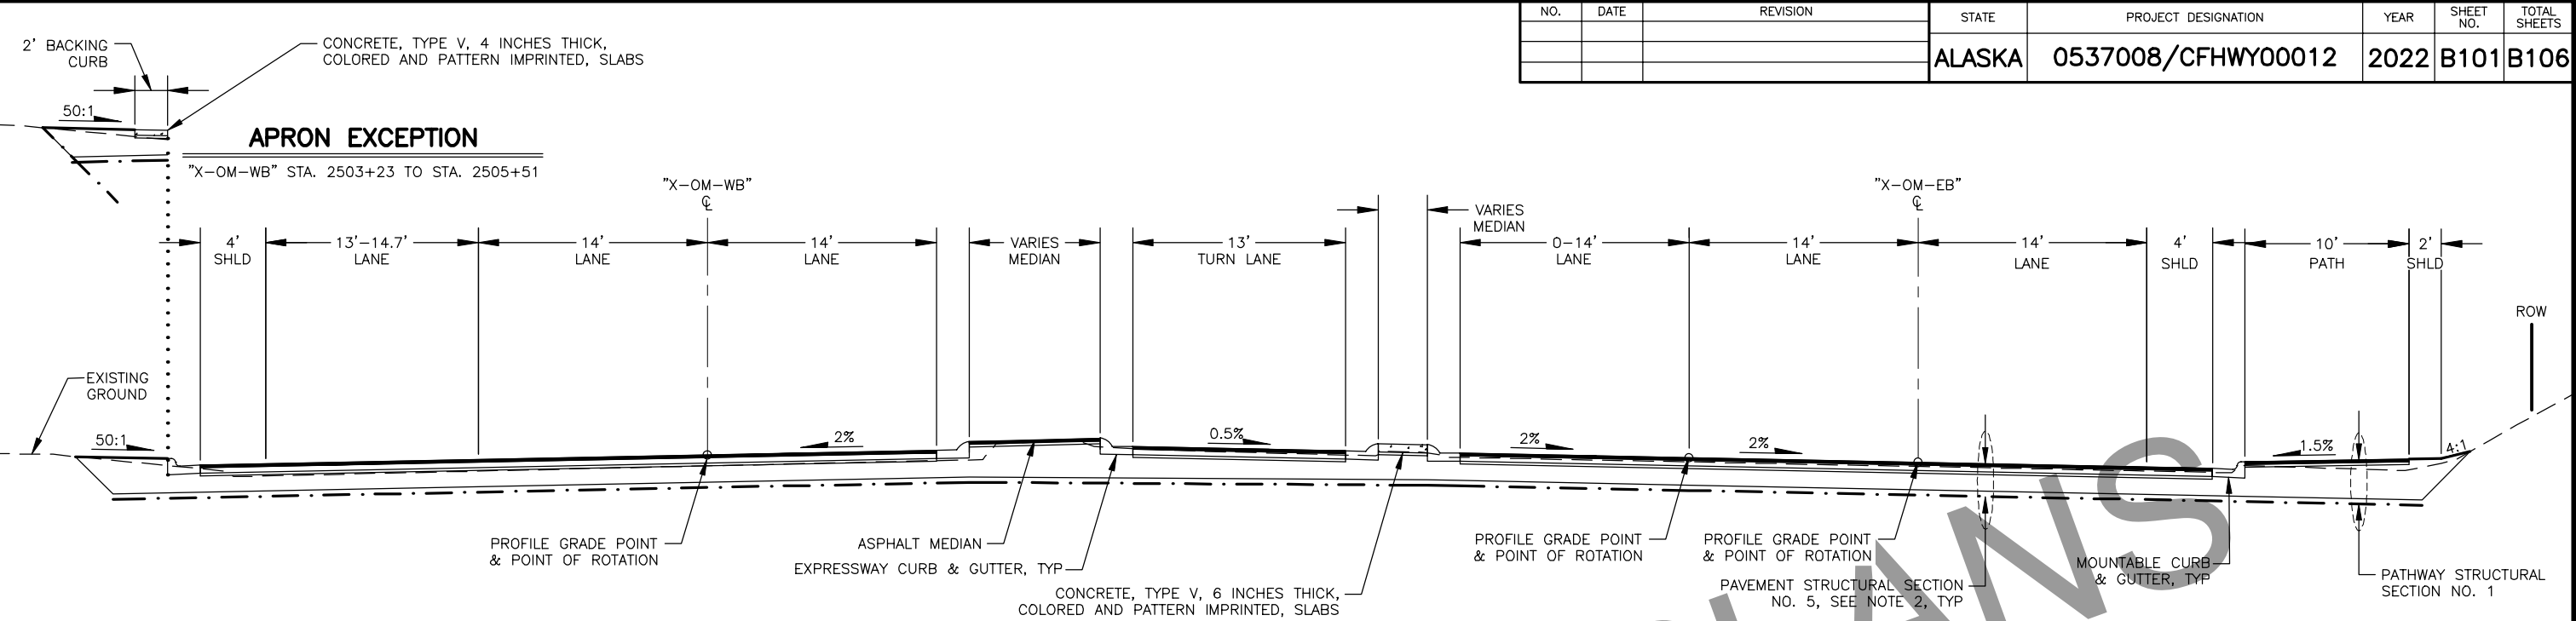 NO. DATE REVISION STATE PROJECT DESIGNATION YEAR SHEET NO. TOTAL SHEETS
ALASKA 0537008/CFHWY00012 2022 B101 B106
2' BACKING
CURB
CONCRETE, TYPE V, 4 INCHES THICK,
COLORED AND PATTERN IMPRINTED, SLABS
50:1
APRON EXCEPTION
"X-OM-WB" STA. 2503+23 TO STA. 2505+51
"X-OM-WB"
℄
"X-OM-EB"
℄
4'
SHLD
13'-14.7'
LANE
14'
LANE
14'
LANE
VARIES
MEDIAN
13'
TURN LANE
VARIES
MEDIAN
0-14'
LANE
14'
LANE
14'
LANE
4'
SHLD
10'
PATH
2'
SHLD
ROW
EXISTING
GROUND
50:1
2%
0.5%
2%
2%
1.5%
4:1
PROFILE GRADE POINT
& POINT OF ROTATION
ASPHALT MEDIAN
EXPRESSWAY CURB & GUTTER, TYP
CONCRETE, TYPE V, 6 INCHES THICK,
COLORED AND PATTERN IMPRINTED, SLABS
PROFILE GRADE POINT
& POINT OF ROTATION
PROFILE GRADE POINT
& POINT OF ROTATION
PAVEMENT STRUCTURAL SECTION
NO. 5, SEE NOTE 2, TYP
MOUNTABLE CURB
& GUTTER, TYP
PATHWAY STRUCTURAL
SECTION NO. 1